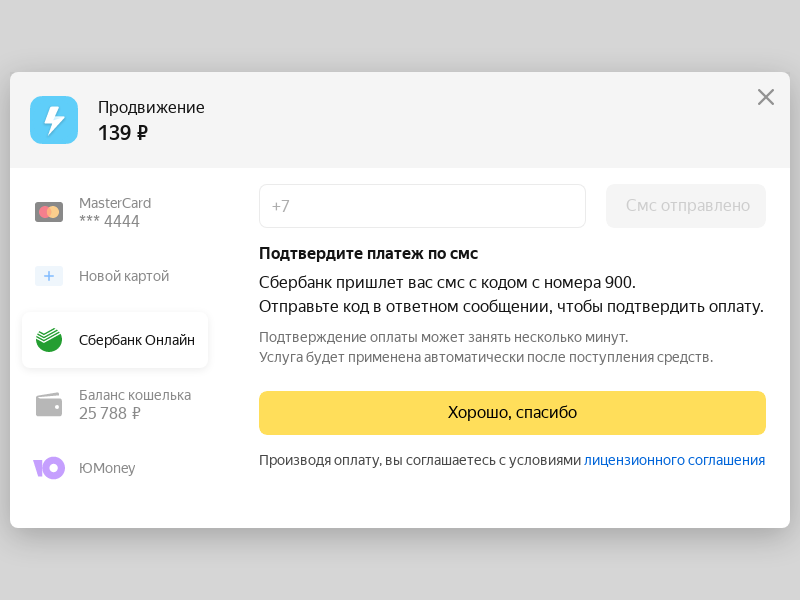 Продвижение
139 ₽
MasterCard
*** 4444
Новой картой
Сбербанк Онлайн
Баланс кошелька
25 788 ₽
ЮMoney
+7
Смс отправлено
Подтвердите платеж по смс
Сбербанк пришлет вас смс с кодом с номера 900.
Отправьте код в ответном сообщении, чтобы подтвердить оплату.
Подтверждение оплаты может занять несколько минут.
Услуга будет применена автоматически после поступления средств.
Хорошо, спасибо
Производя оплату, вы соглашаетесь с условиями лицензионного соглашения